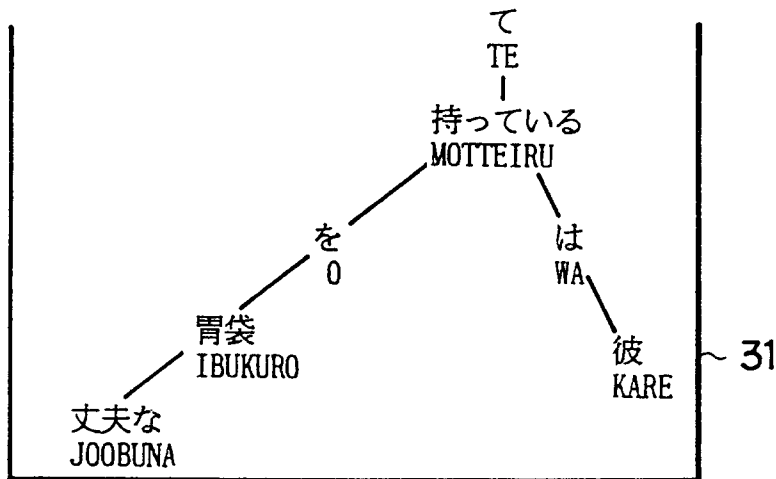 て
TE
持っている
MOTTEIRU
を
O
は
WA
胃袋
IBUKURO
彼
KARE
31
丈夫な
JOOBUNA